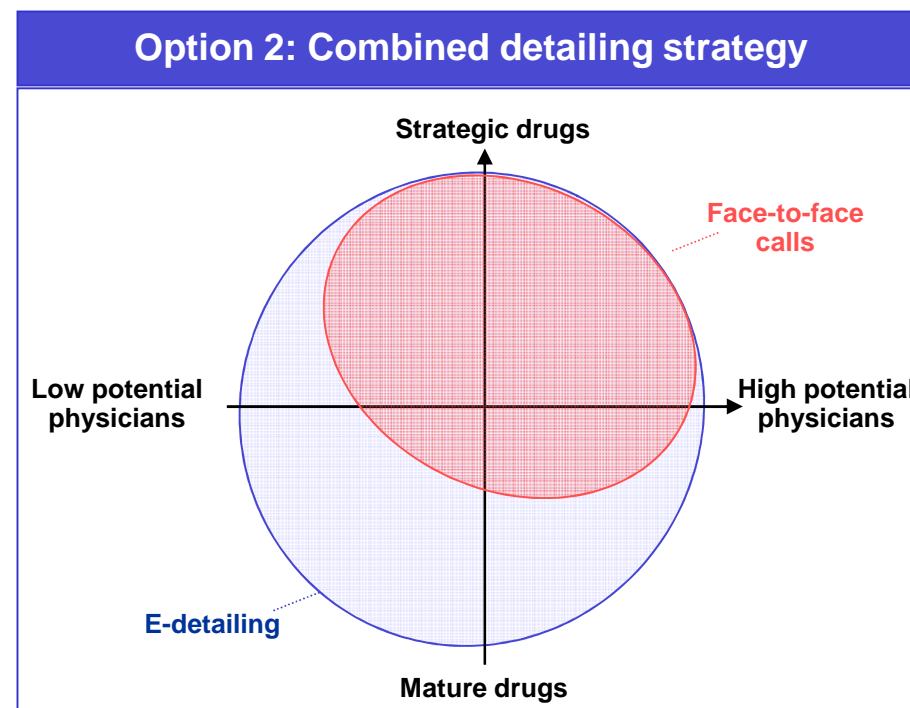 Option 2: Combined detailing strategy
Strategic drugs
Face-to-face
calls
Low potential
physicians
High potential
physicians
E-detailing
Mature drugs